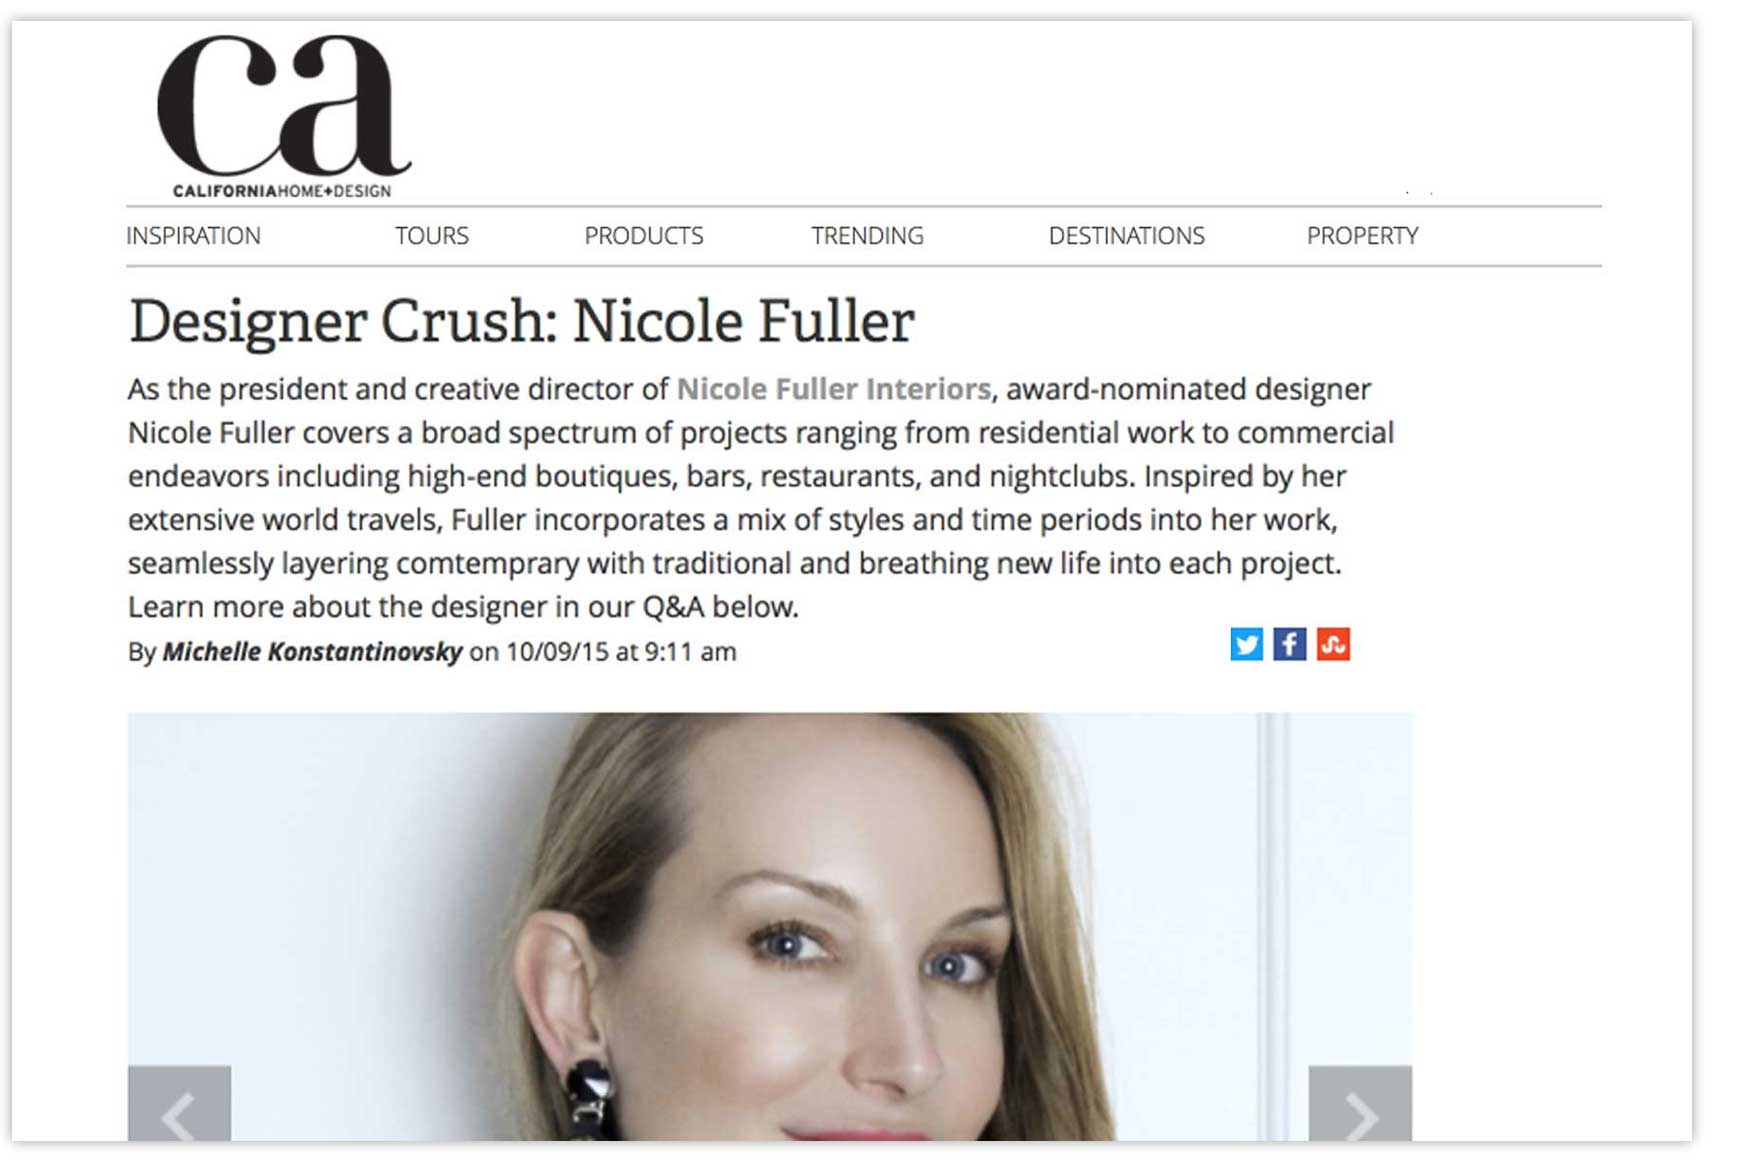 ca
CALIFORNIAHOME+DESIGN
INSPIRATION TOURS PRODUCTS TRENDING DESTINATIONS PROPERTY
Designer Crush: Nicole Fuller
As the president and creative director of Nicole Fuller Interiors, award-nominated designer
Nicole Fuller covers a broad spectrum of projects ranging from residential work to commercial
endeavors including high-end boutiques, bars, restaurants, and nightclubs. Inspired by her
extensive world travels, Fuller incorporates a mix of styles and time periods into her work,
seamlessly layering comtemprary with traditional and breathing new life into each project.
Learn more about the designer in our Q&A below.
By Michelle Konstantinovsky on 10/09/15 at 9:11 am